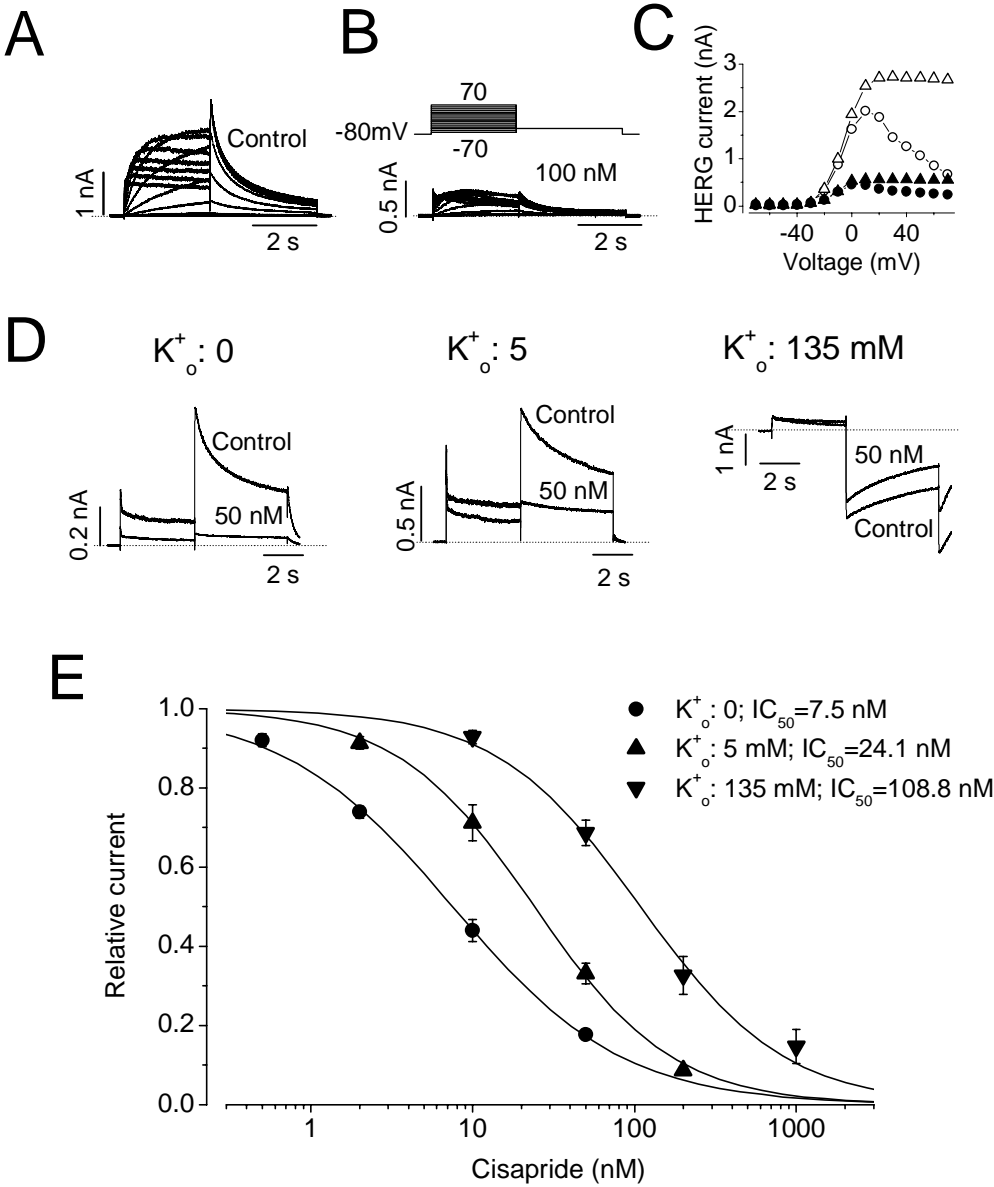 A
Control
1 nA
2 s
B
70
-80mV
-70
100 nM
0.5 nA
2 s
C
HERG current (nA)
3
2
1
0
-40 0 40
Voltage (mV)
D
K⁺ₒ: 0
K⁺ₒ: 5
K⁺ₒ: 135 mM
Control
50 nM
0.2 nA
2 s
Control
50 nM
0.5 nA
2 s
1 nA
2 s
50 nM
Control
E
K⁺ₒ: 0; IC₅₀=7.5 nM
K⁺ₒ: 5 mM; IC₅₀=24.1 nM
K⁺ₒ: 135 mM; IC₅₀=108.8 nM
Relative current
1.0
0.8
0.6
0.4
0.2
0.0
1 10 100 1000
Cisapride (nM)